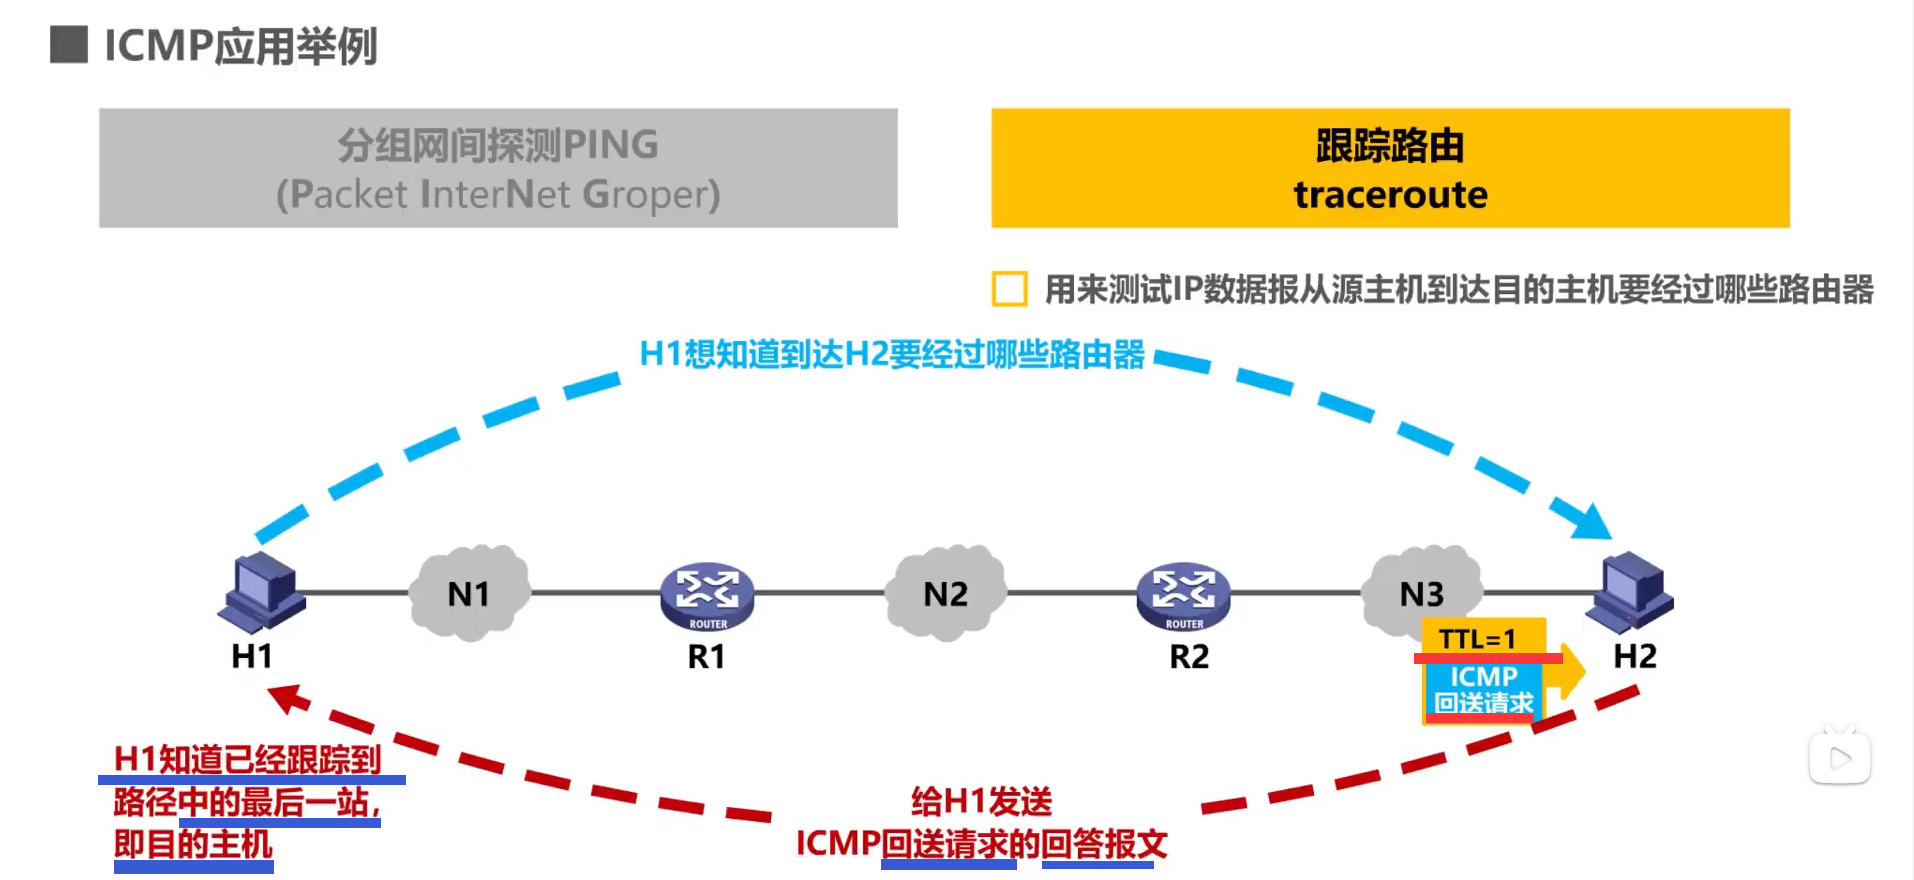 ICMP应用举例
分组网间探测PING
(Packet InterNet Groper)
跟踪路由
traceroute
用来测试IP数据报从源主机到达目的主机要经过哪些路由器
H1想知道到达H2要经过哪些路由器
N1
N2
N3
ROUTER
ROUTER
H1
R1
R2
H2
TTL=1
ICMP
回送请求
H1知道已经跟踪到
路径中的最后一站，
即目的主机
给H1发送
ICMP回送请求的回答报文